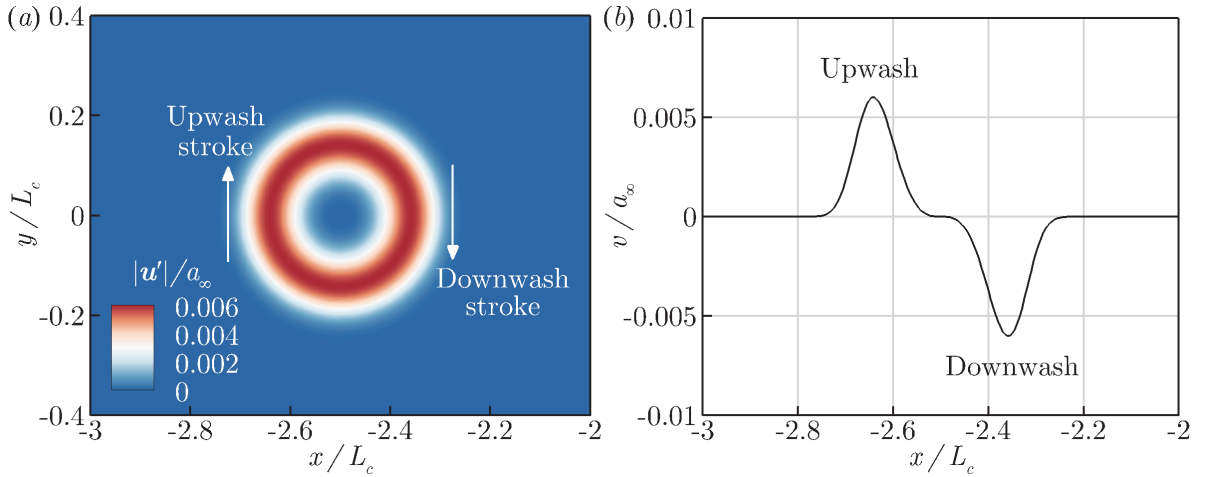 (a)
0.4
0.2
0
-0.2
-0.4
y / L_c
Upwash
stroke
Downwash
stroke
|u′|/a_∞
0.006
0.004
0.002
0
-3
-2.8
-2.6
-2.4
-2.2
-2
x / L_c
(b)
0.01
0.005
0
-0.005
-0.01
v / a_∞
Upwash
Downwash
-3
-2.8
-2.6
-2.4
-2.2
-2
x / L_c